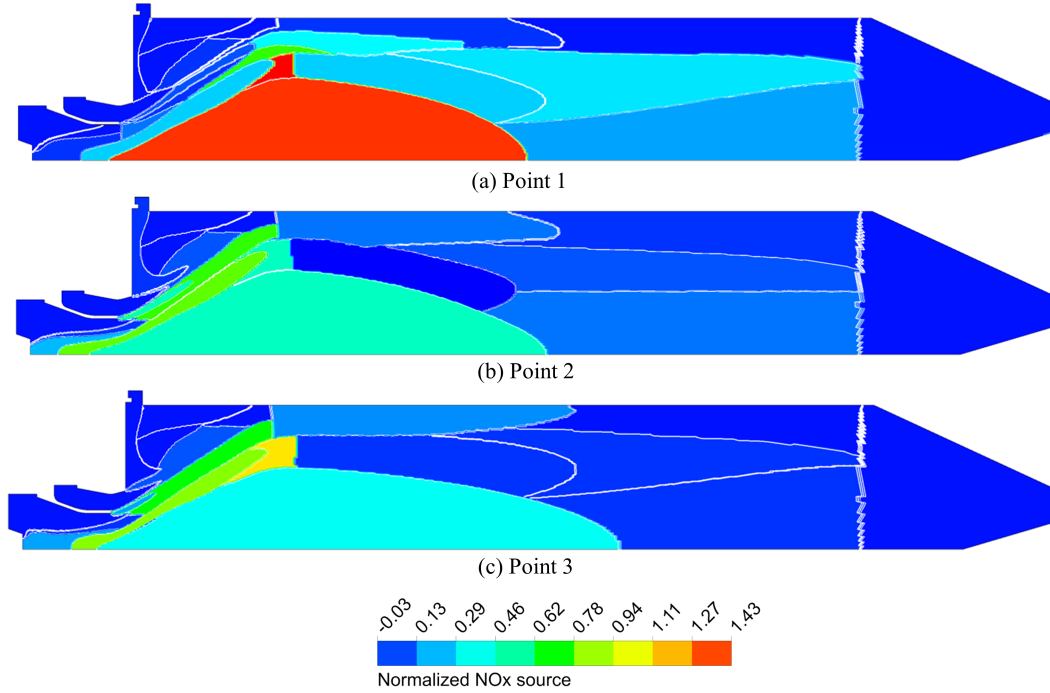 (a) Point 1
(b) Point 2
(c) Point 3
-0.03 0.13 0.29 0.46 0.62 0.78 0.94 1.11 1.27 1.43
Normalized NOx source